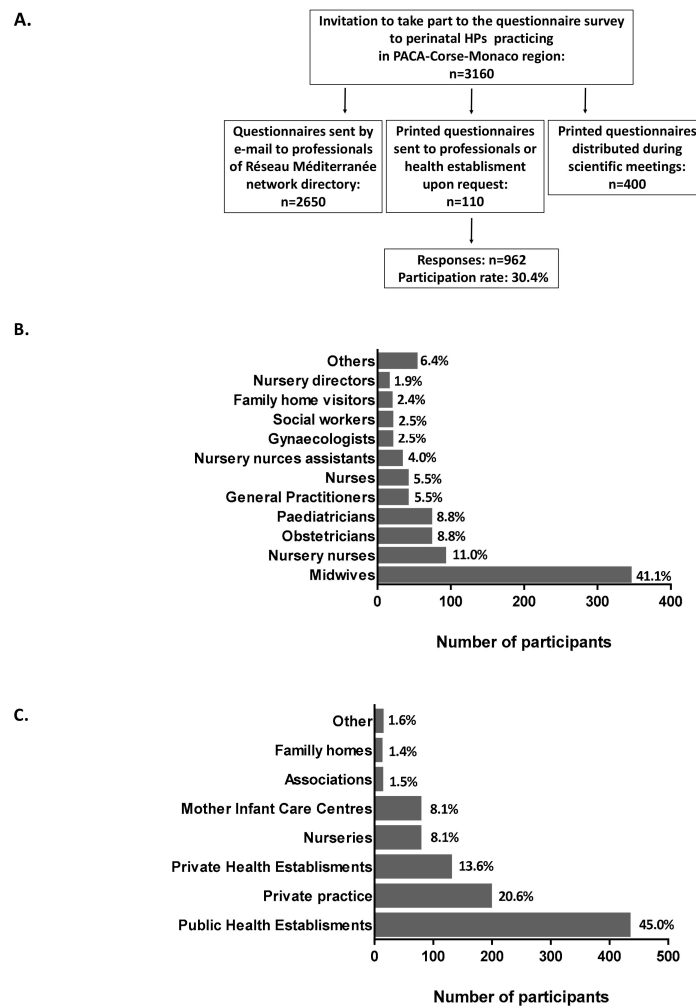 A.
Invitation to take part to the questionnaire survey
to perinatal HPs practicing
in PACA-Corse-Monaco region:
n=3160
Questionnaires sent by
e-mail to professionals
of Réseau Méditerranée
network directory:
n=2650
Printed questionnaires
sent to professionals or
health establisment
upon request:
n=110
Printed questionnaires
distributed during
scientific meetings:
n=400
Responses: n=962
Participation rate: 30.4%
B.
Others 6.4%
Nursery directors 1.9%
Family home visitors 2.4%
Social workers 2.5%
Gynaecologists 2.5%
Nursery nurces assistants 4.0%
Nurses 5.5%
General Practitioners 5.5%
Paediatricians 8.8%
Obstetricians 8.8%
Nursery nurses 11.0%
Midwives 41.1%
0 100 200 300 400
Number of participants
C.
Other 1.6%
Familly homes 1.4%
Associations 1.5%
Mother Infant Care Centres 8.1%
Nurseries 8.1%
Private Health Establisments 13.6%
Private practice 20.6%
Public Health Establisments 45.0%
0 100 200 300 400 500
Number of participants